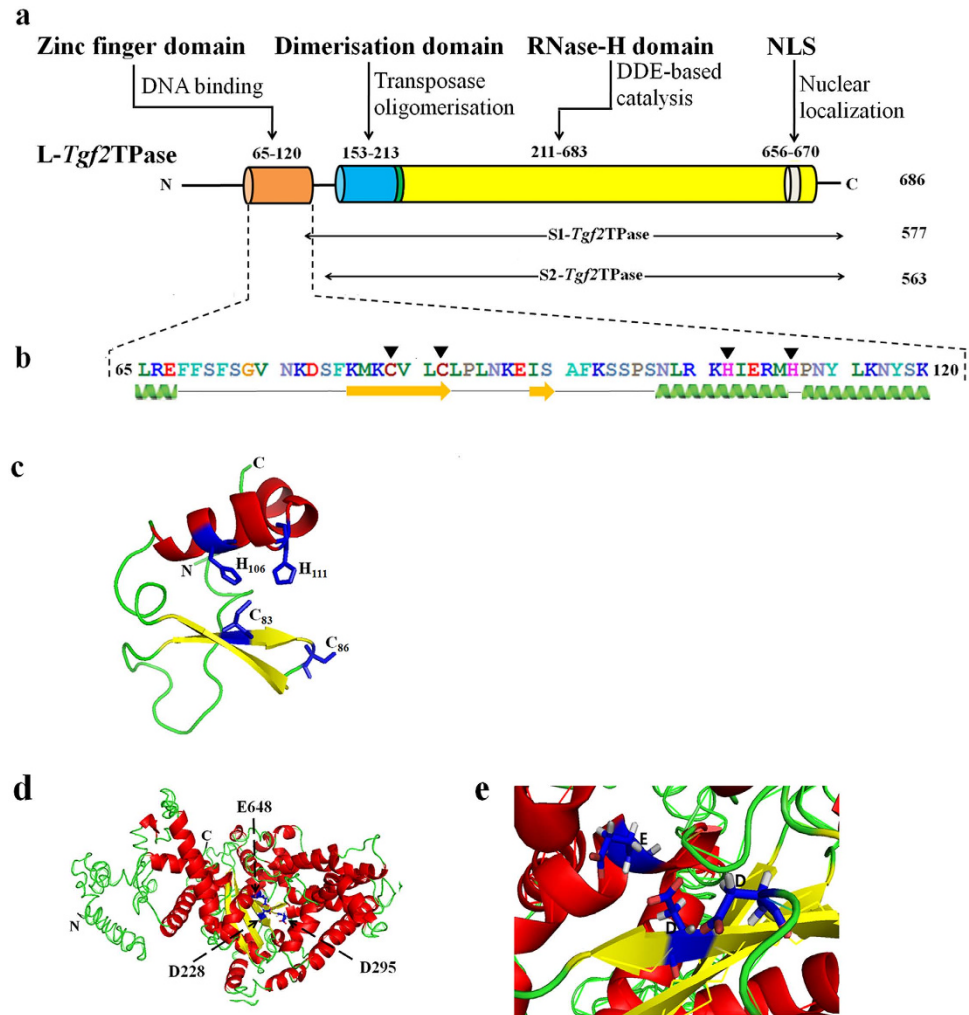 a
Zinc finger domain Dimerisation domain RNase-H domain NLS
DNA binding Transposase oligomerisation DDE-based catalysis Nuclear localization
L-Tgf2TPase 65-120 153-213 211-683 656-670
N C 686
S1-Tgf2TPase 577
S2-Tgf2TPase 563
b
65 LREFFSFSGV NKDSFKMKCV LCLPLNKEIS AFKSSPSNLR KHIERMHPNY LKNYSK 120
c
C
N H106 H111
C83
C86
d
E648
C
N
D228 D295
e
E
D
D